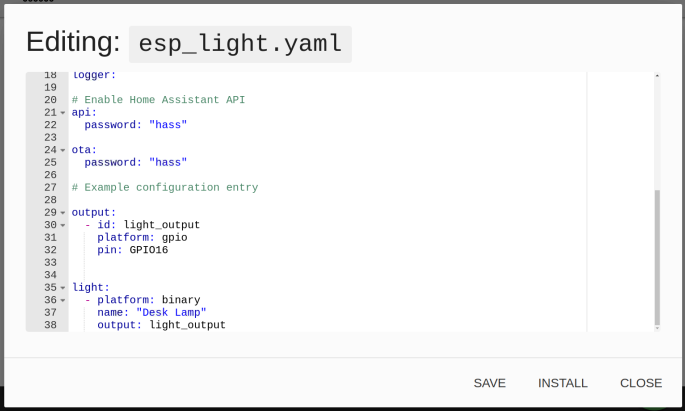 Editing: esp_light.yaml
18 logger:
19
20 # Enable Home Assistant API
21 api:
22   password: "hass"
23
24 ota:
25   password: "hass"
26
27 # Example configuration entry
28
29 output:
30   - id: light_output
31     platform: gpio
32     pin: GPIO16
33
34
35 light:
36   - platform: binary
37     name: "Desk Lamp"
38     output: light_output
SAVE INSTALL CLOSE